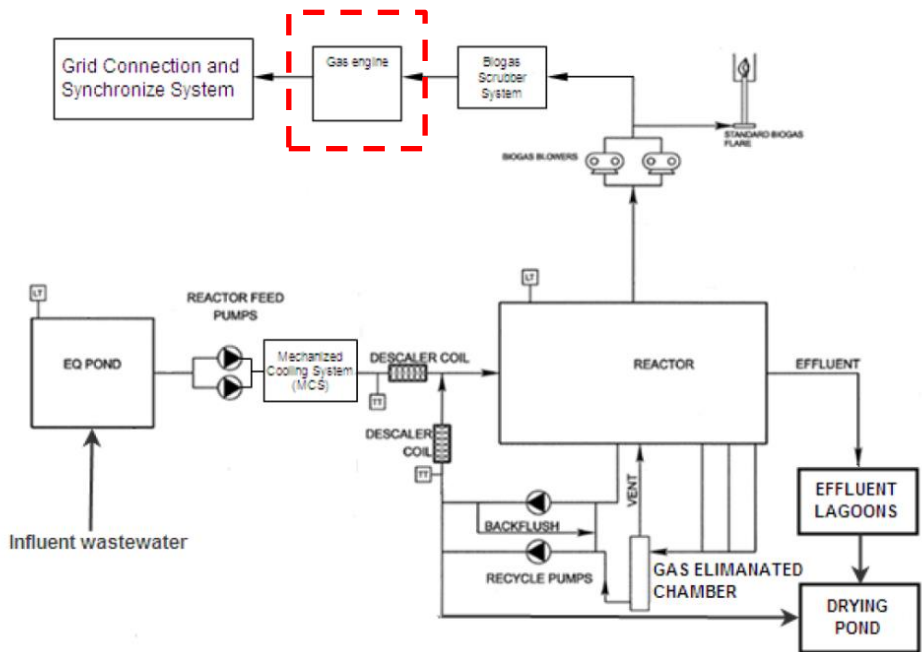 Grid Connection and
Synchronize System
Gas engine
Biogas
Scrubber
System
STANDARD BIOGAS
FLARE
BIOGAS BLOWERS
LT
LT
REACTOR FEED
PUMPS
EQ POND
Mechanized
Cooling System
(MCS)
DESCALER COIL
REACTOR
EFFLUENT
TT
DESCALER
COIL
TT
VENT
EFFLUENT
LAGOONS
BACKFLUSH
Influent wastewater
RECYCLE PUMPS
GAS ELIMANATED
CHAMBER
DRYING
POND